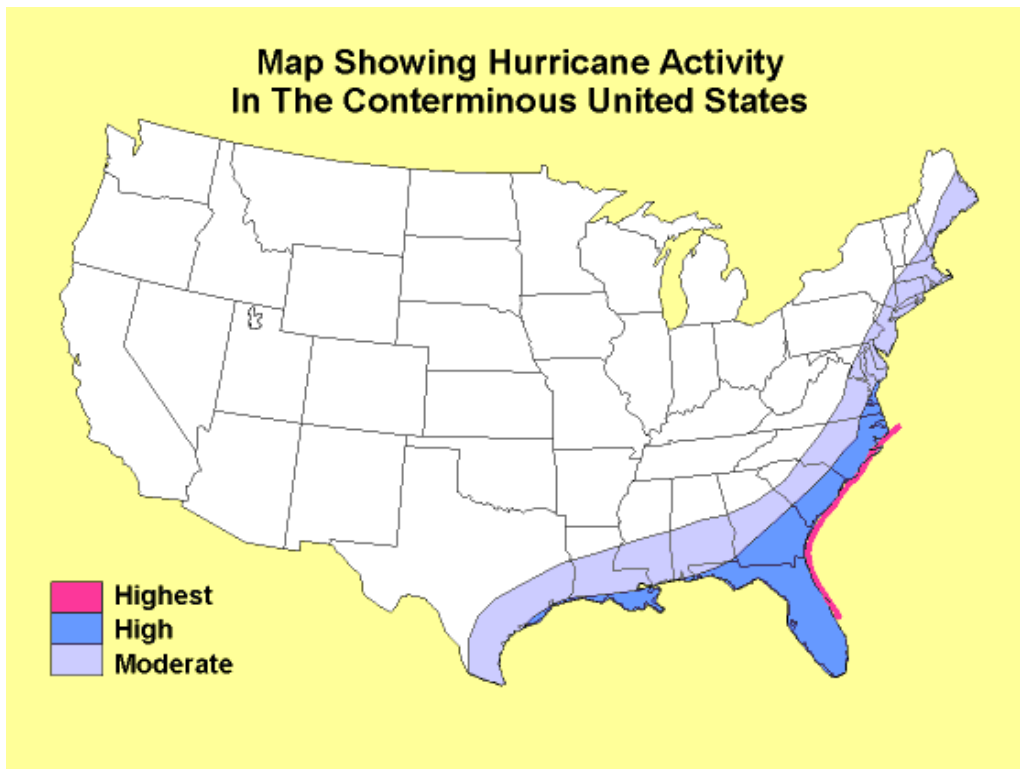 Map Showing Hurricane Activity
In The Conterminous United States
Highest
High
Moderate